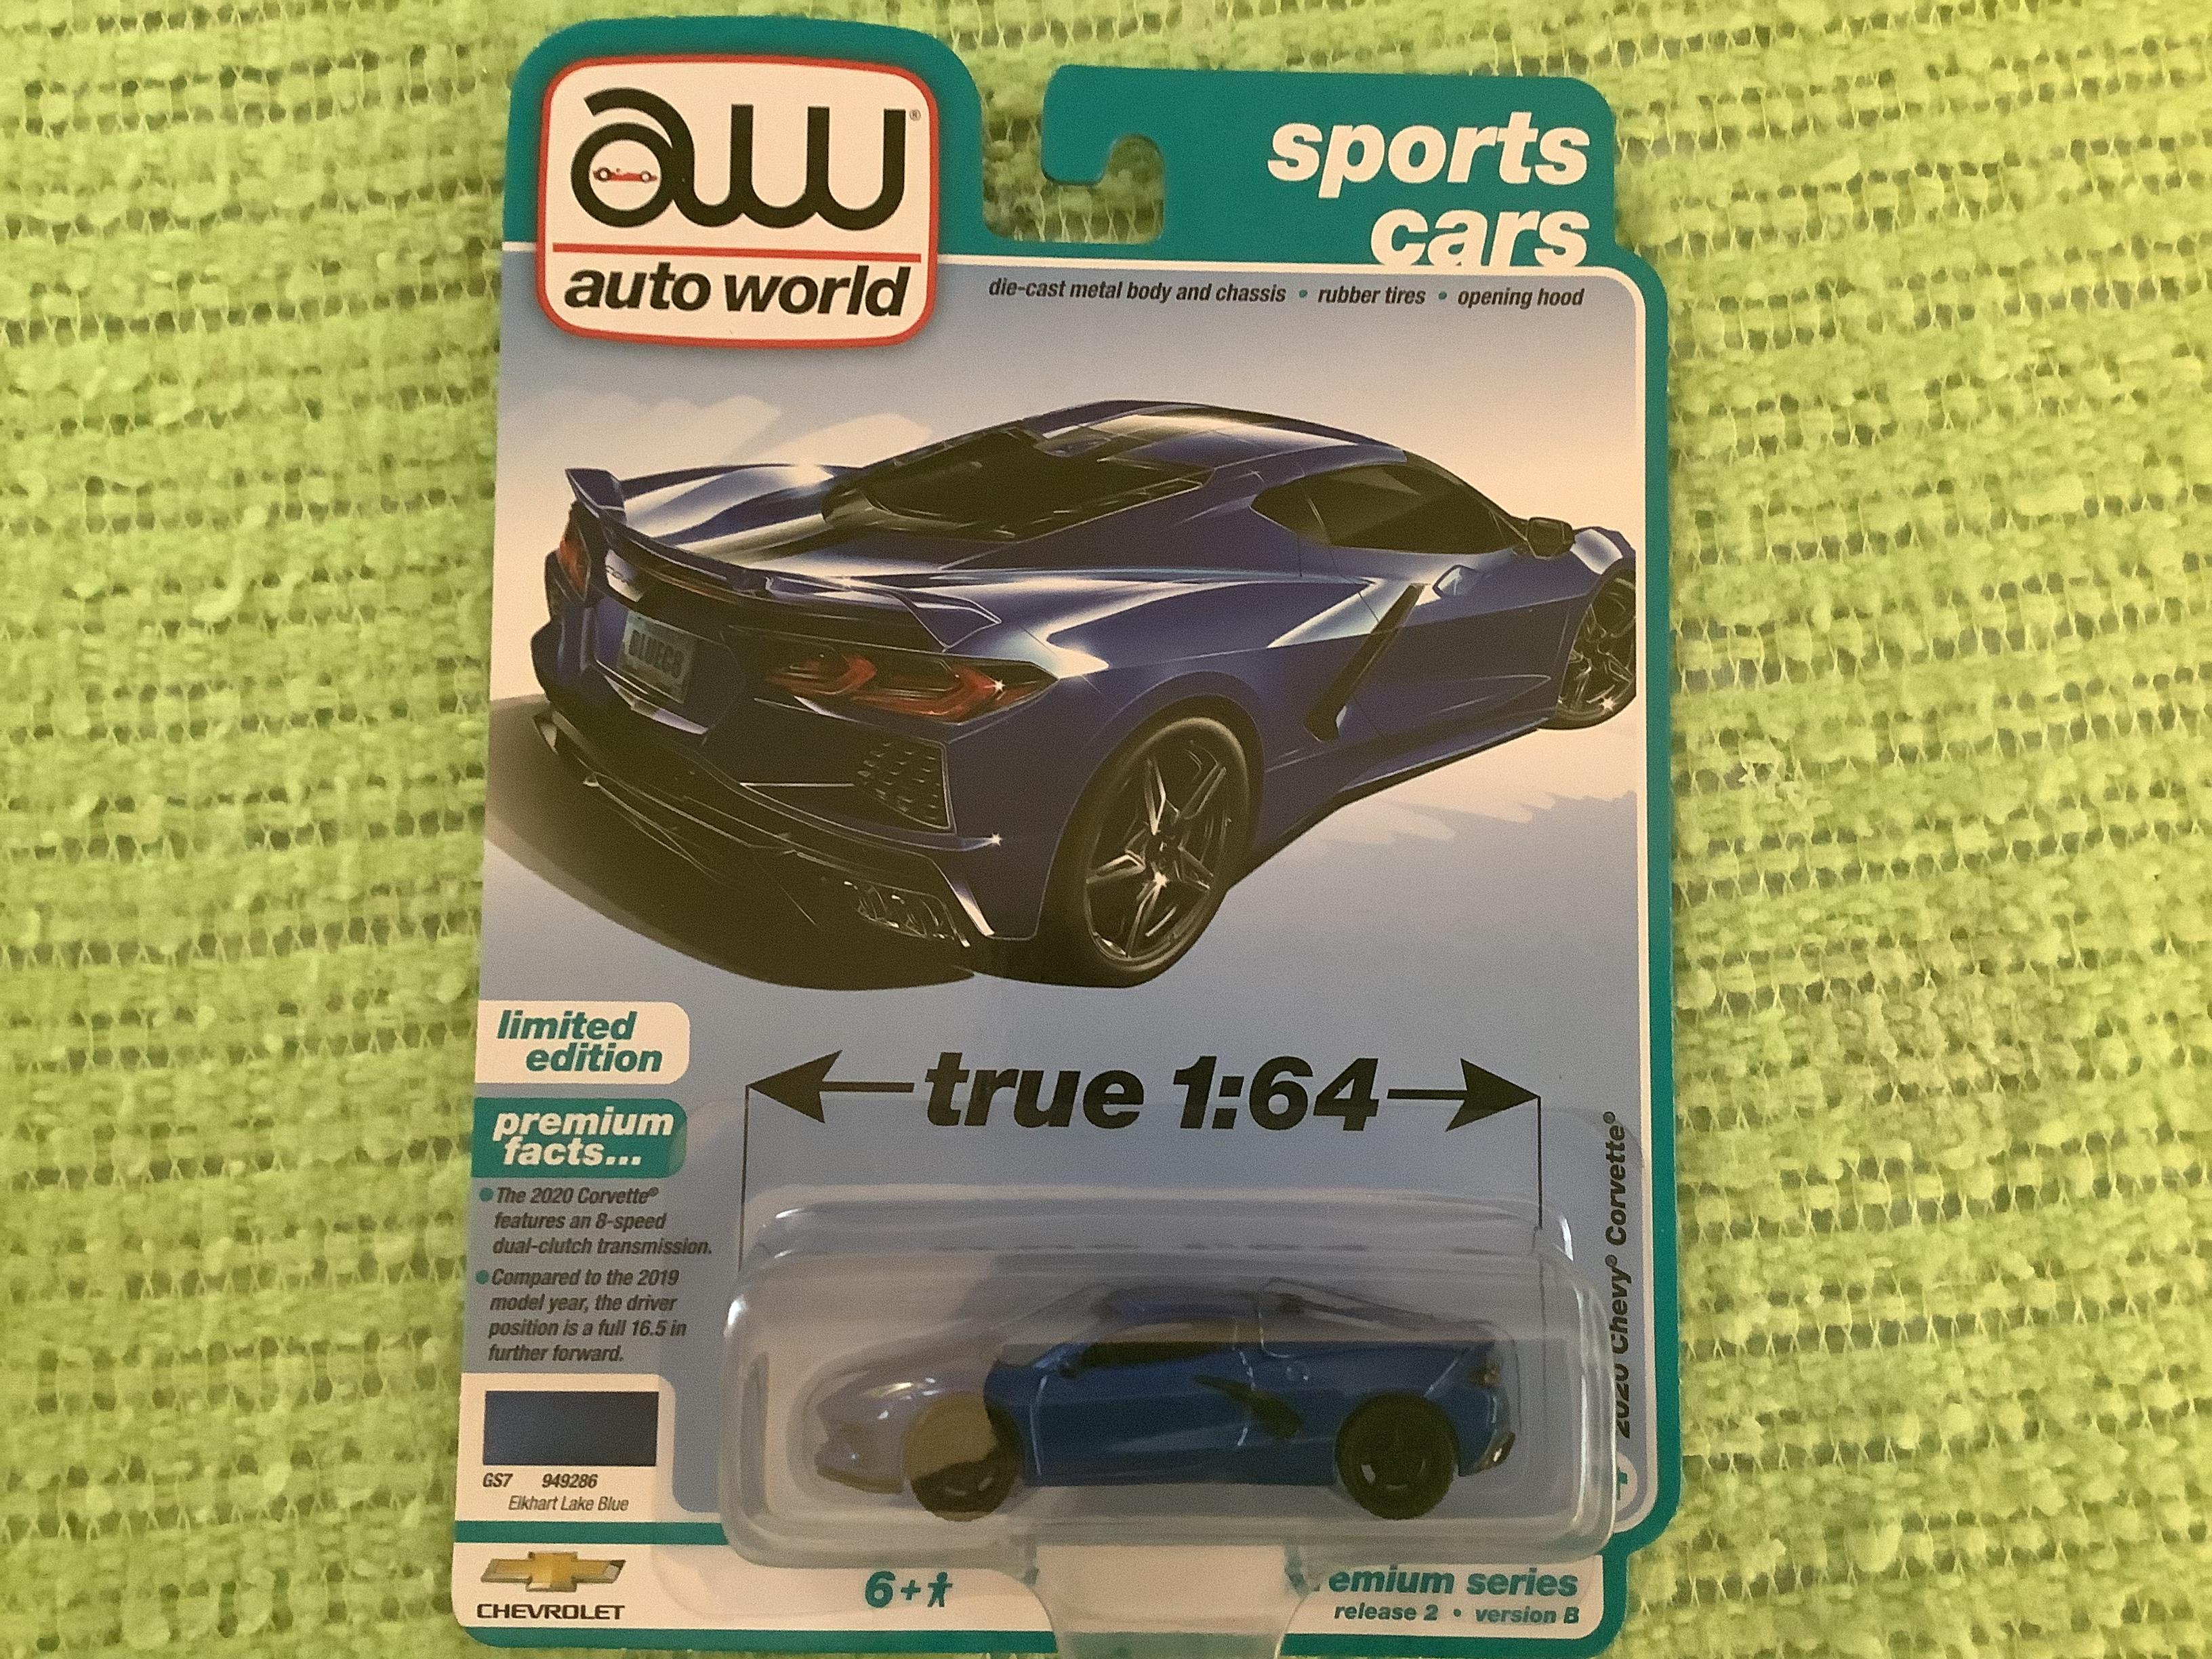 aw®
auto world
sports
cars
die-cast metal body and chassis • rubber tires • opening hood
BLUEC8
limited
edition
true 1:64
premium
facts...
• The 2020 Corvette®
features an 8-speed
dual-clutch transmission.
• Compared to the 2019
model year, the driver
position is a full 16.5 in
further forward.
2020 Chevy® Corvette®
GS7 949286
Elkhart Lake Blue
CHEVROLET
6+
emium series
release 2 • version B